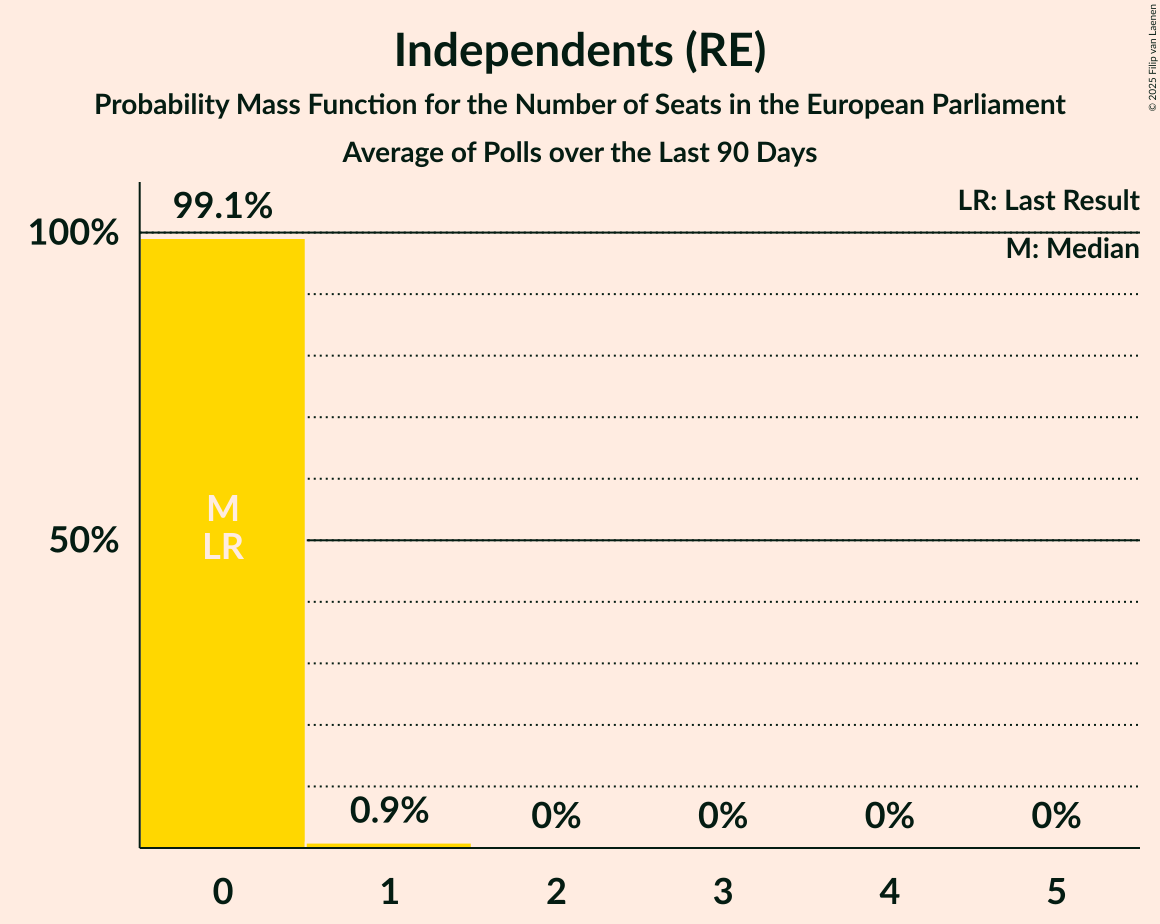 Independents (RE)
Probability Mass Function for the Number of Seats in the European Parliament
Average of Polls over the Last 90 Days
© 2025 Filip van Laenen
LR: Last Result
M: Median
99.1%
100%
50%
M
LR
0.9%
0%
0%
0%
0%
0
1
2
3
4
5